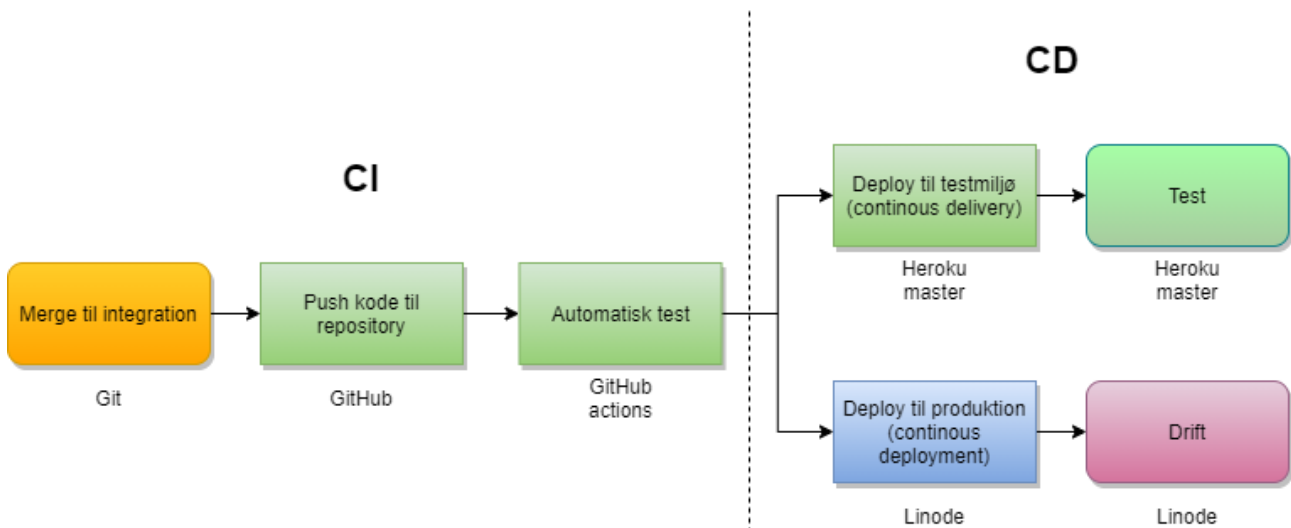 CI
Merge til integration
Git
Push kode til
repository
GitHub
Automatisk test
GitHub
actions
CD
Deploy til testmiljø
(continous delivery)
Heroku
master
Test
Heroku
master
Deploy til produktion
(continous
deployment)
Linode
Drift
Linode